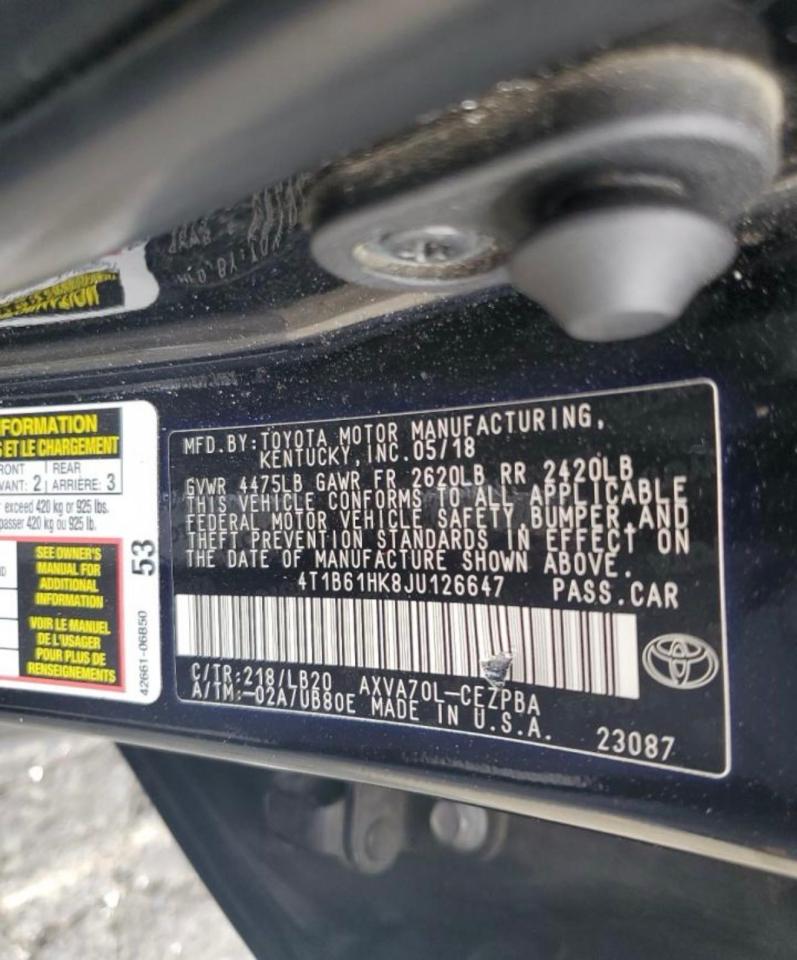 NFORMATION
S ET LE CHARGEMENT
RONT REAR
VANT: 2 ARRIÈRE: 3
exceed 420 kg or 925 lbs.
passer 420 kg ou 925 lb.
SEE OWNER'S
MANUAL FOR
ADDITIONAL
INFORMATION
VOIR LE MANUEL
DE L'USAGER
POUR PLUS DE
RENSEIGNEMENTS
53
42661-06B50
MFD.BY:TOYOTA MOTOR MANUFACTURING,
KENTUCKY,INC.05/18
GVWR 4475LB GAWR FR 2620LB RR 2420LB
THIS VEHICLE CONFORMS TO ALL APPLICABLE
FEDERAL MOTOR VEHICLE SAFETY,BUMPER,AND
THEFT PREVENTION STANDARDS IN EFFECT ON
THE DATE OF MANUFACTURE SHOWN ABOVE.
4T1B61HK8JU126647 PASS.CAR
C/TR:218/LB20 AXVA70L-CEZPBA
A/TM:-02A/UB80E MADE IN U.S.A.
23087